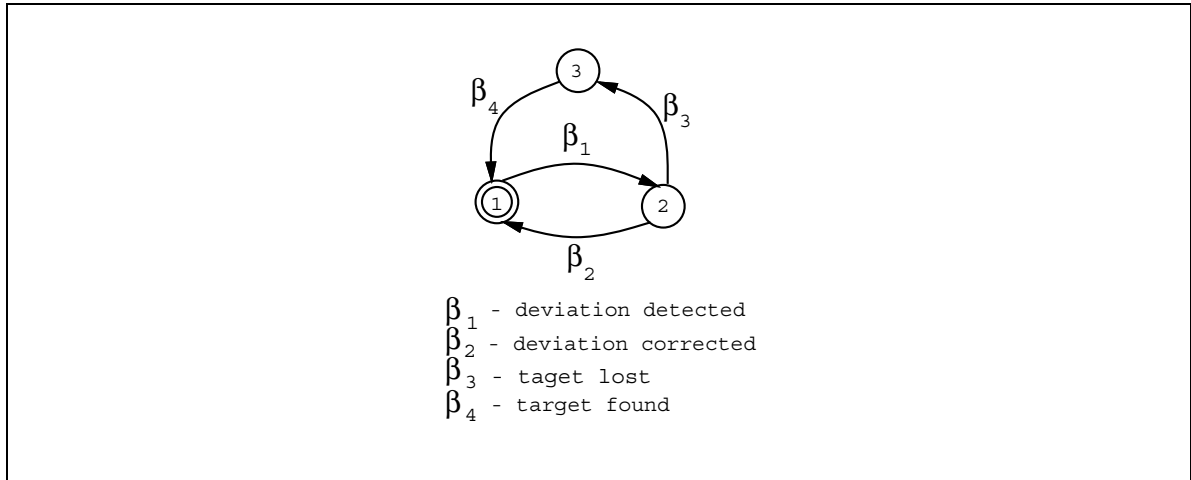 3
β4
β3
β1
1
2
β2
β1 - deviation detected
β2 - deviation corrected
β3 - taget lost
β4 - target found